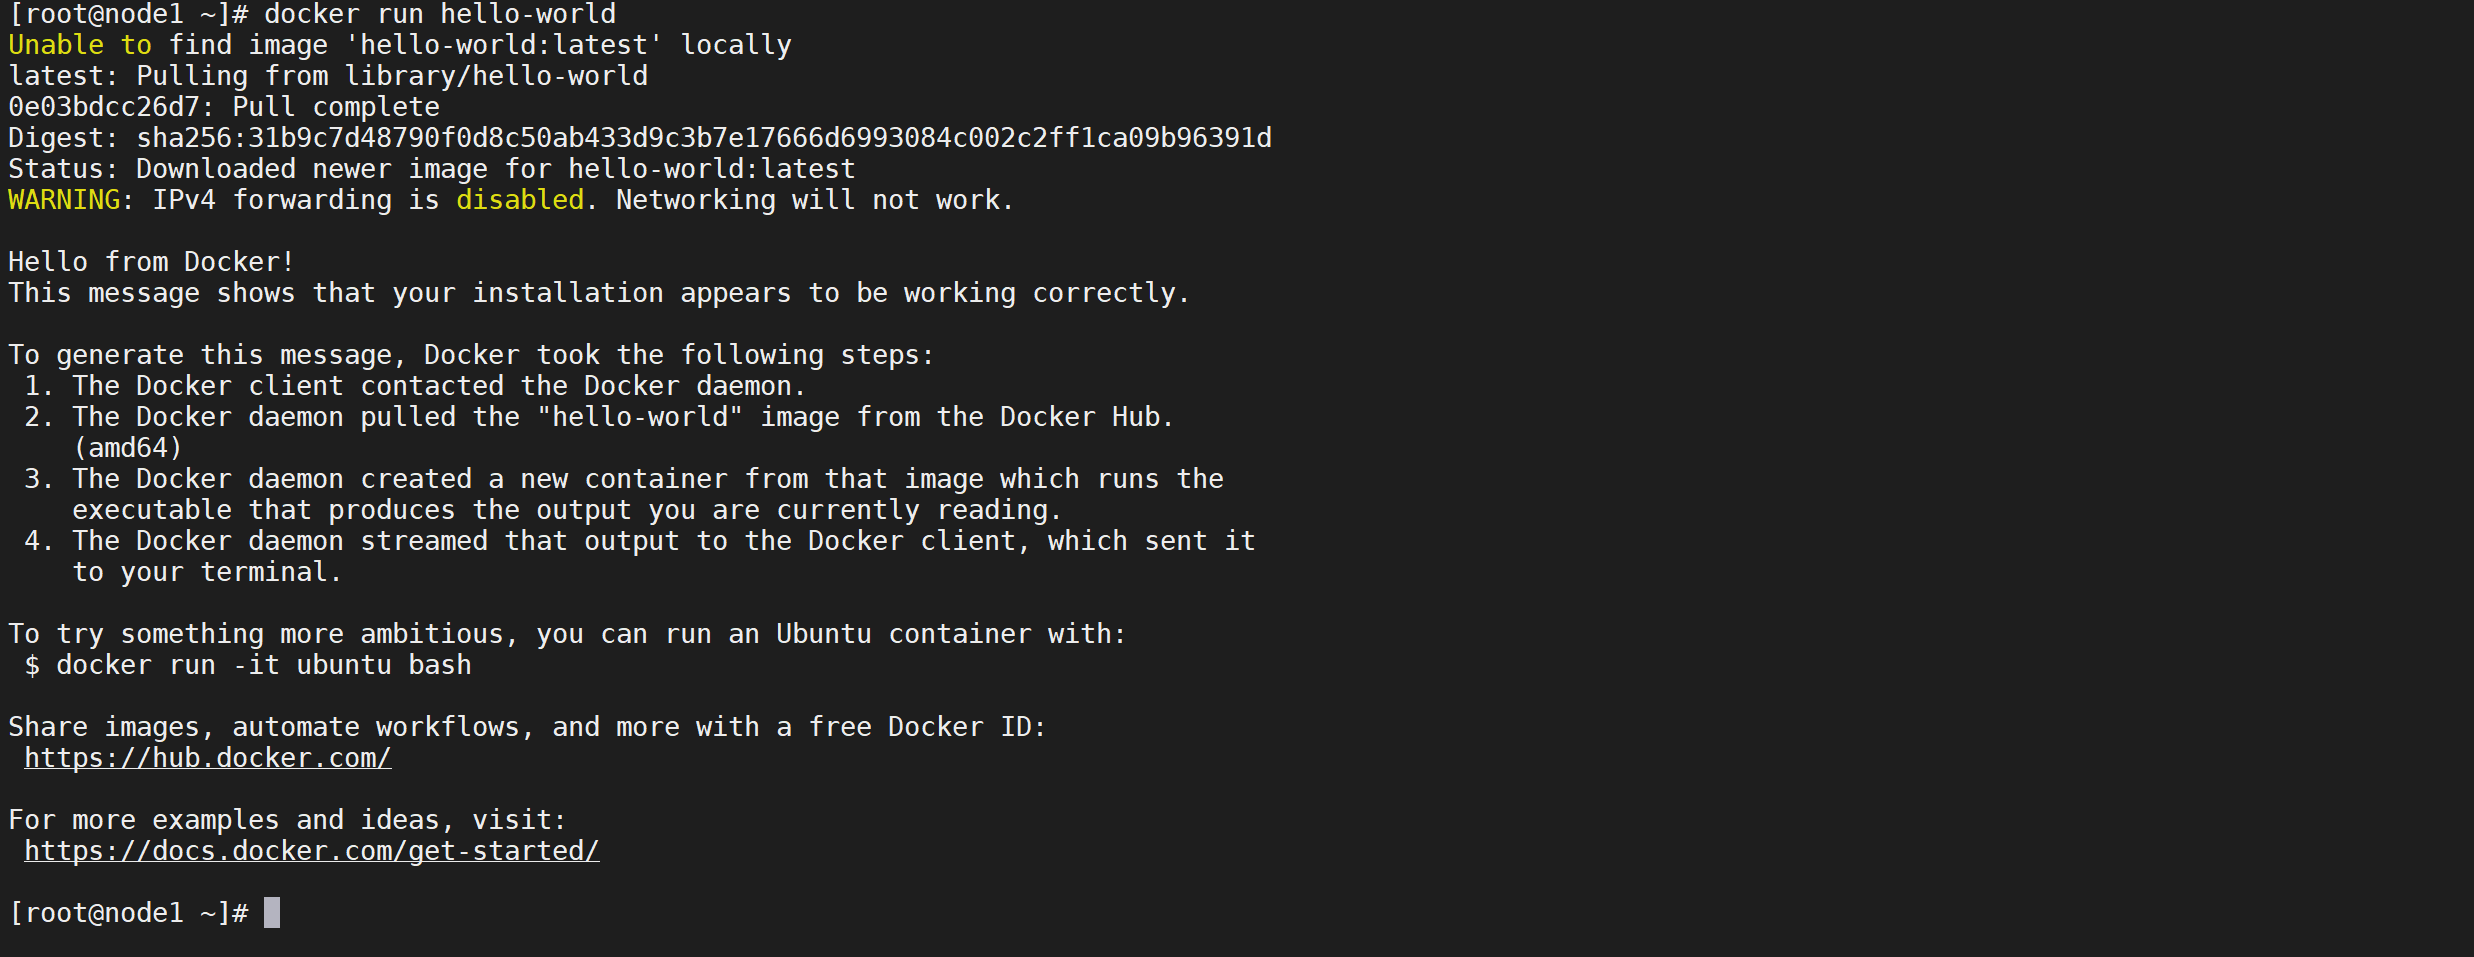 [root@node1 ~]# docker run hello-world
Unable to find image 'hello-world:latest' locally
latest: Pulling from library/hello-world
0e03bdcc26d7: Pull complete
Digest: sha256:31b9c7d48790f0d8c50ab433d9c3b7e17666d6993084c002c2ff1ca09b96391d
Status: Downloaded newer image for hello-world:latest
WARNING: IPv4 forwarding is disabled. Networking will not work.

Hello from Docker!
This message shows that your installation appears to be working correctly.

To generate this message, Docker took the following steps:
 1. The Docker client contacted the Docker daemon.
 2. The Docker daemon pulled the "hello-world" image from the Docker Hub.
    (amd64)
 3. The Docker daemon created a new container from that image which runs the
    executable that produces the output you are currently reading.
 4. The Docker daemon streamed that output to the Docker client, which sent it
    to your terminal.

To try something more ambitious, you can run an Ubuntu container with:
 $ docker run -it ubuntu bash

Share images, automate workflows, and more with a free Docker ID:
 https://hub.docker.com/

For more examples and ideas, visit:
 https://docs.docker.com/get-started/

[root@node1 ~]#